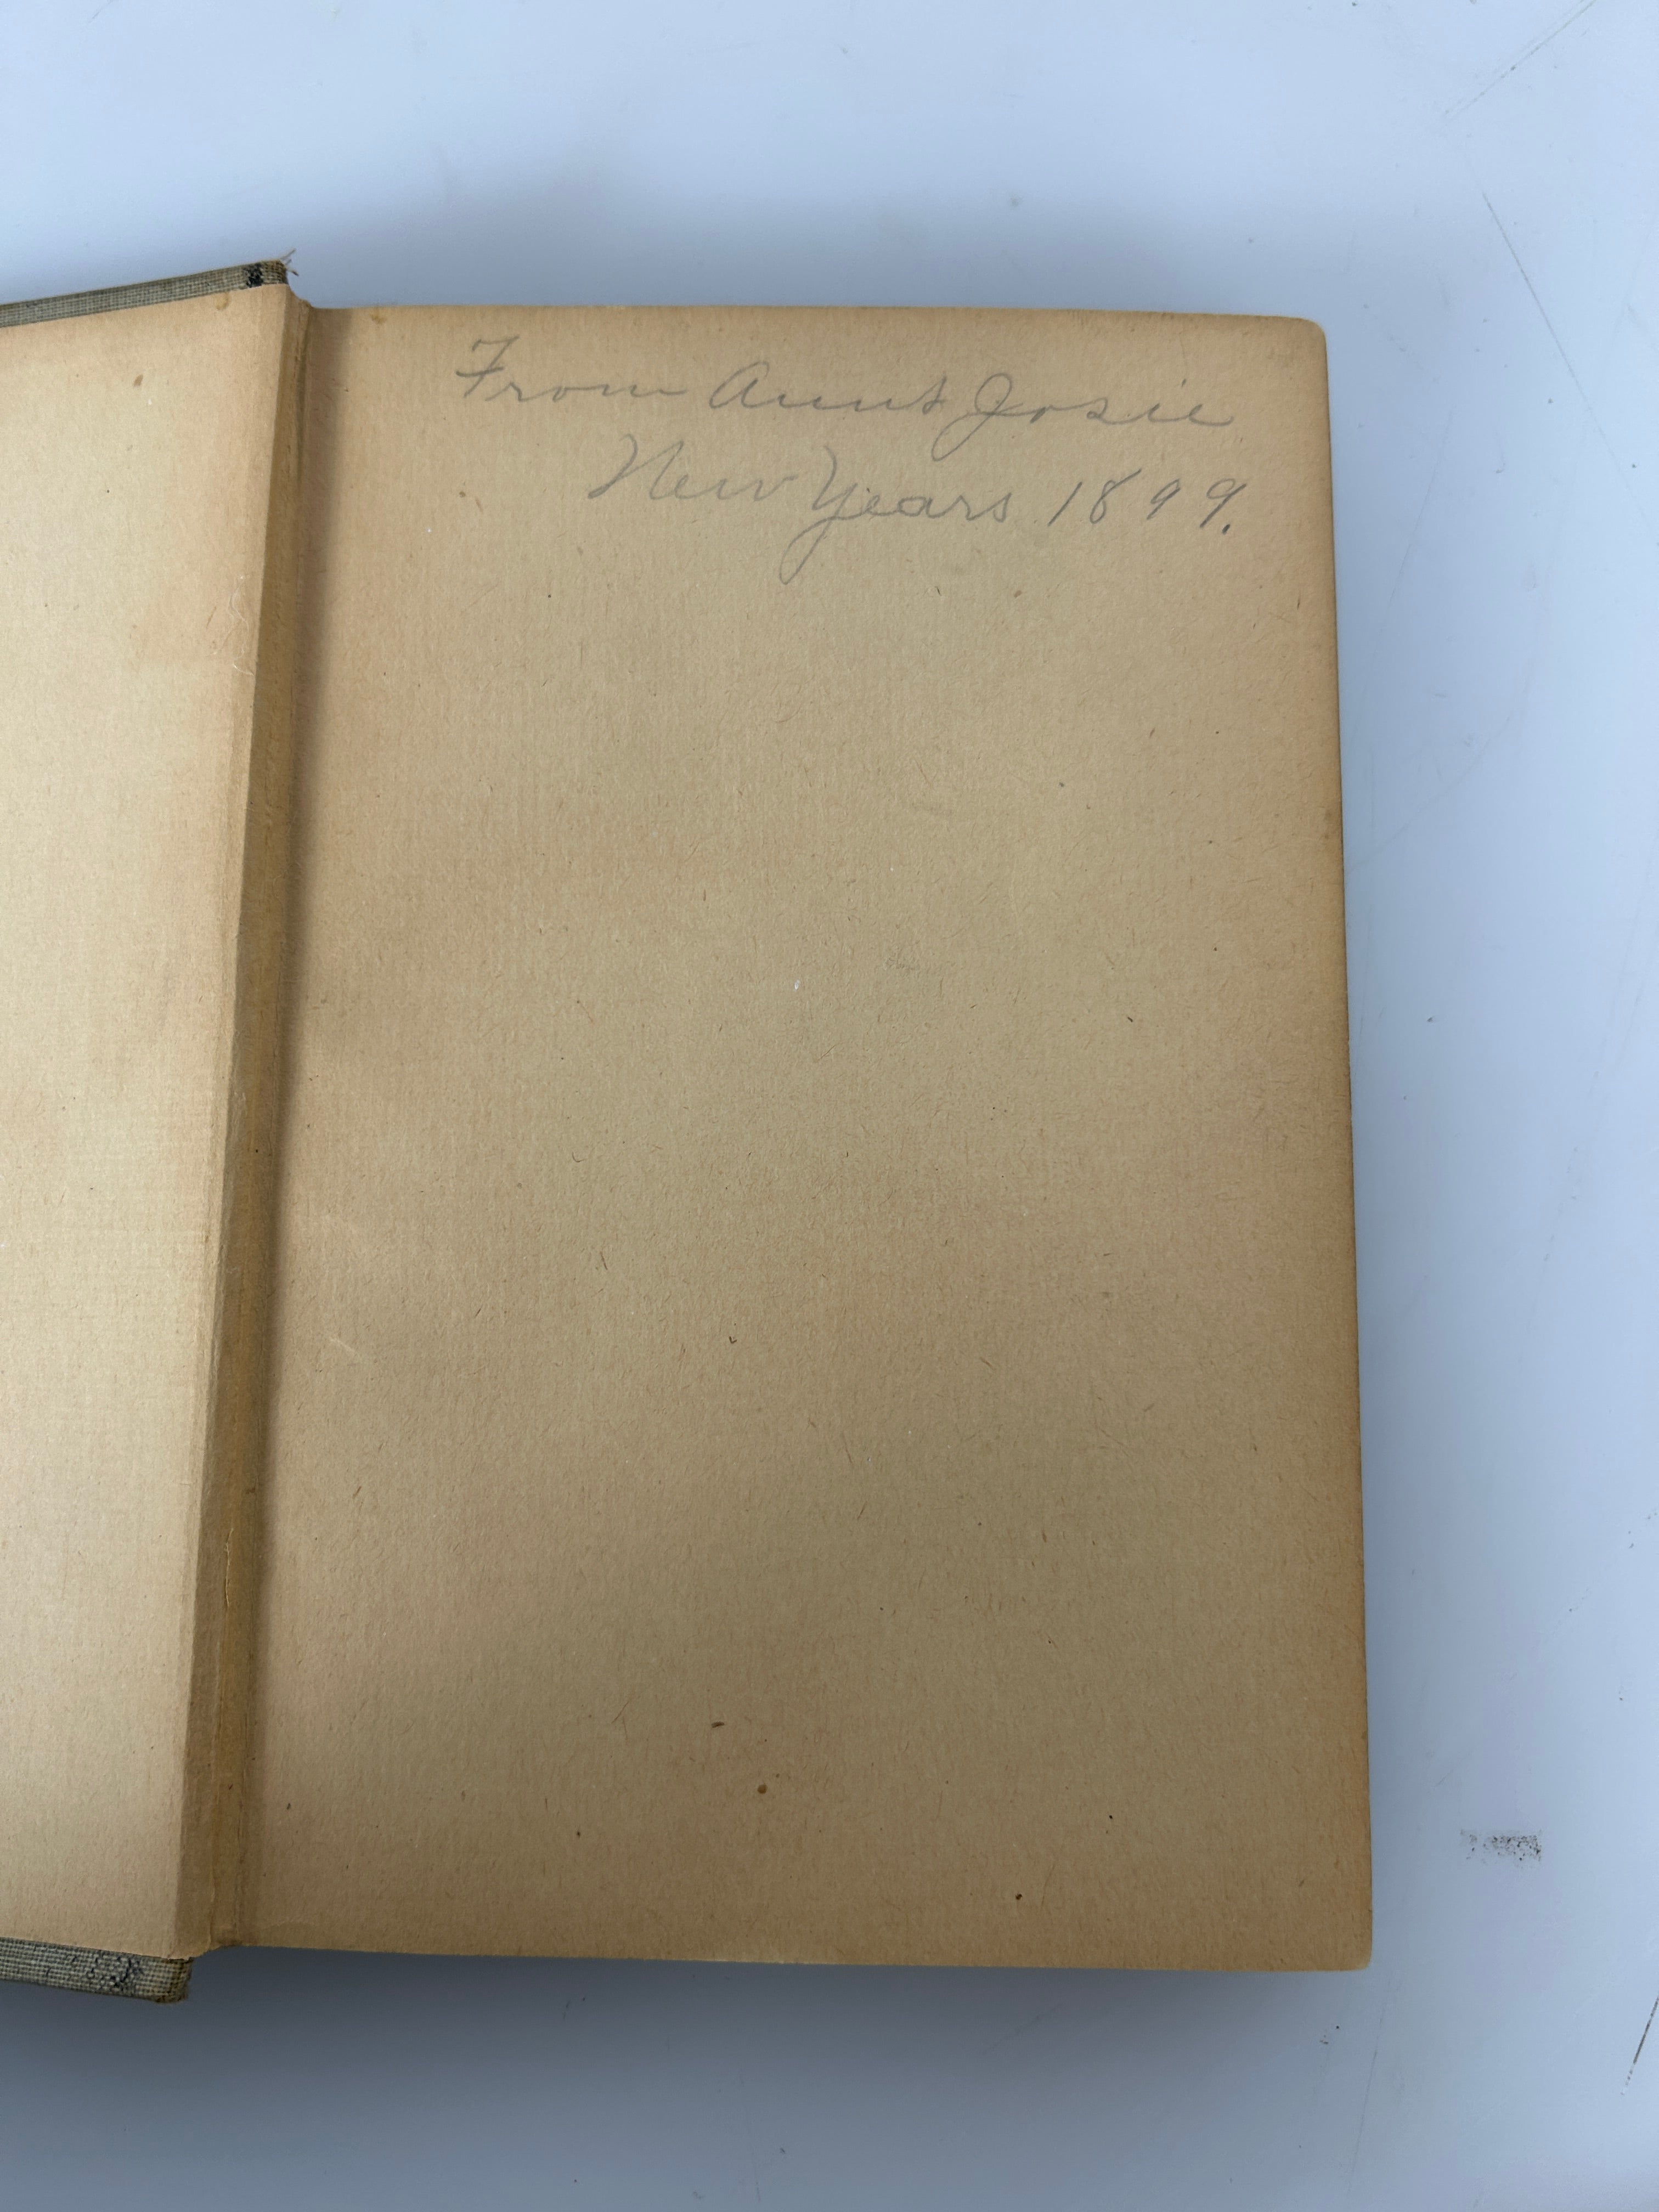 From Aunt Josie
New Years 1899.